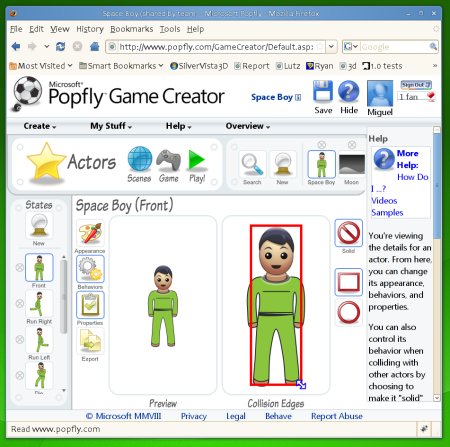 Space Boy (shared by team) - Microsoft Popfly - Mozilla Firefox
File Edit View History Bookmarks Tools Help
http://www.popfly.com/GameCreator/Default.aspx
Google
Most Visited Smart Bookmarks SilverVista3D Report Lutz Ryan 3d 1.0 tests
Microsoft®
Popfly Game Creator
Space Boy
Save
Hide
Miguel
Sign Out
1 fan
Create My Stuff Help Overview
Help
Actors
Scenes
Game
Play!
Search
New
Space Boy
Moon
More
Help:
How Do
I ...?
Videos
Samples
States
New
Front
Run Right
Run Left
Die
Space Boy (Front)
Appearance
Behaviors
Properties
Export
Preview
Collision Edges
Solid
You're viewing
the details for an
actor. From here,
you can change
its appearance,
behaviors, and
properties.
You can also
control its
behavior when
colliding with
other actors by
choosing to
make it "solid"
© Microsoft MMVIII Privacy Legal Behave Report Abuse
Read www.popfly.com